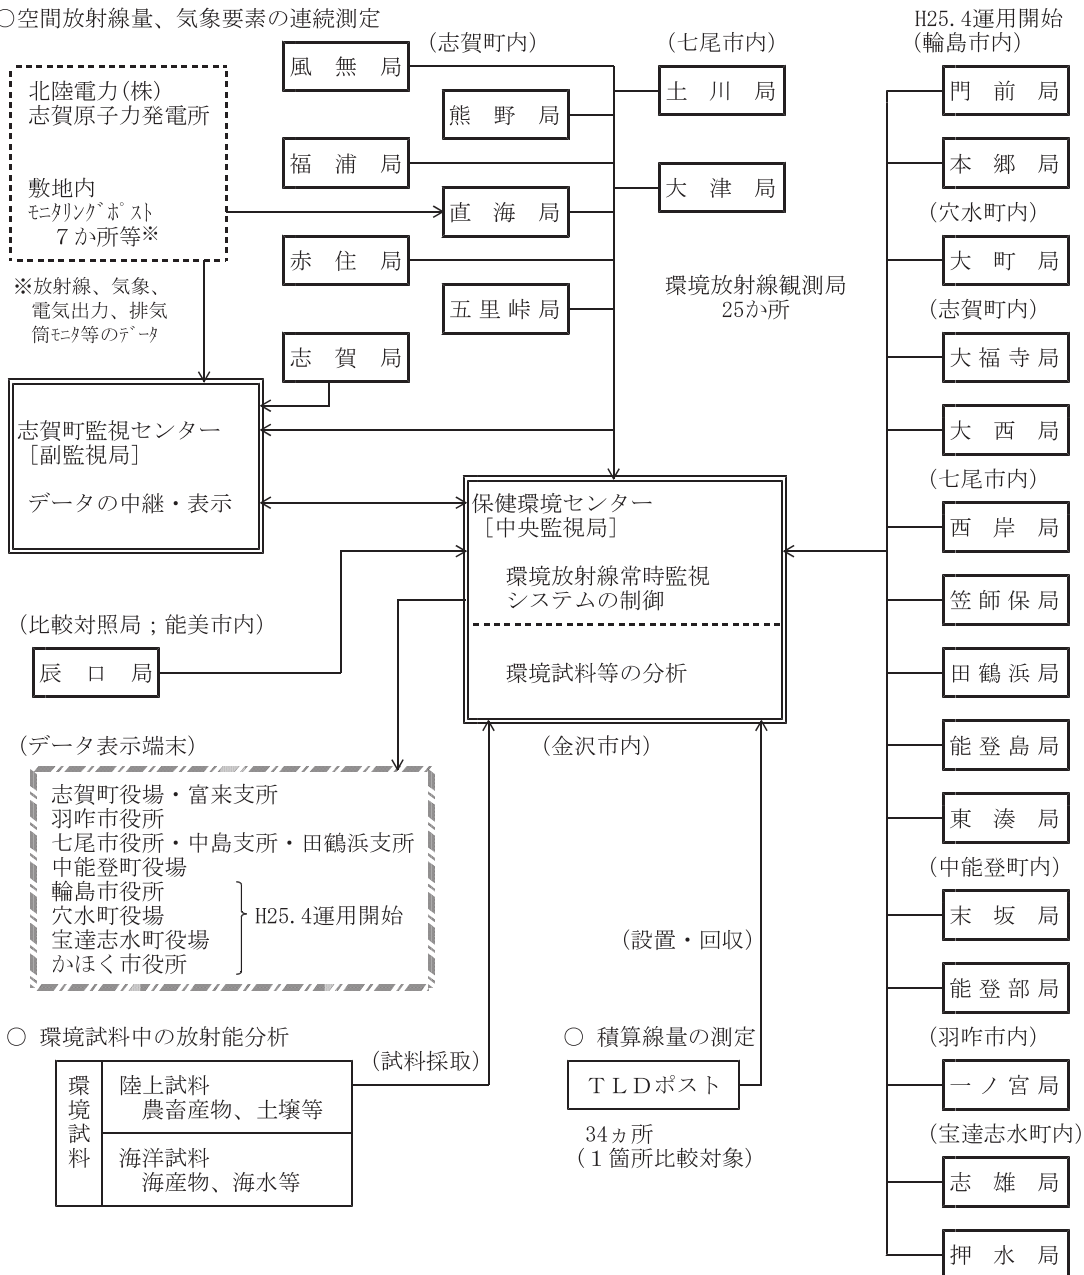 ○空間放射線量、気象要素の連続測定
北陸電力(株)
志賀原子力発電所
敷地内
ﾓﾆﾀﾘﾝｸﾞﾎﾟｽﾄ
７か所等※
※放射線、気象、
電気出力、排気
筒ﾓﾆﾀ等のﾃﾞｰﾀ
（志賀町内）
風　無　局
熊　野　局
福　浦　局
直　海　局
赤　住　局
五 里 峠 局
志　賀　局
（七尾市内）
土　川　局
大　津　局
環境放射線観測局
25か所
志賀町監視センター
［副監視局］
データの中継・表示
保健環境センター
［中央監視局］
環境放射線常時監視
システムの制御
環境試料等の分析
（金沢市内）
（比較対照局；能美市内）
辰　口　局
（データ表示端末）
志賀町役場・富来支所
羽咋市役所
七尾市役所・中島支所・田鶴浜支所
中能登町役場
輪島市役所
穴水町役場
宝達志水町役場
かほく市役所
H25.4運用開始
○ 環境試料中の放射能分析
（試料採取）
環境試料
陸上試料
農畜産物、土壌等
海洋試料
海産物、海水等
（設置・回収）
○ 積算線量の測定
ＴＬＤポスト
34ヵ所
（１箇所比較対象）
H25.4運用開始
（輪島市内）
門　前　局
本　郷　局
（穴水町内）
大　町　局
（志賀町内）
大 福 寺 局
大　西　局
（七尾市内）
西　岸　局
笠 師 保 局
田 鶴 浜 局
能 登 島 局
東　湊　局
（中能登町内）
末　坂　局
能 登 部 局
（羽咋市内）
一 ノ 宮 局
（宝達志水町内）
志　雄　局
押　水　局